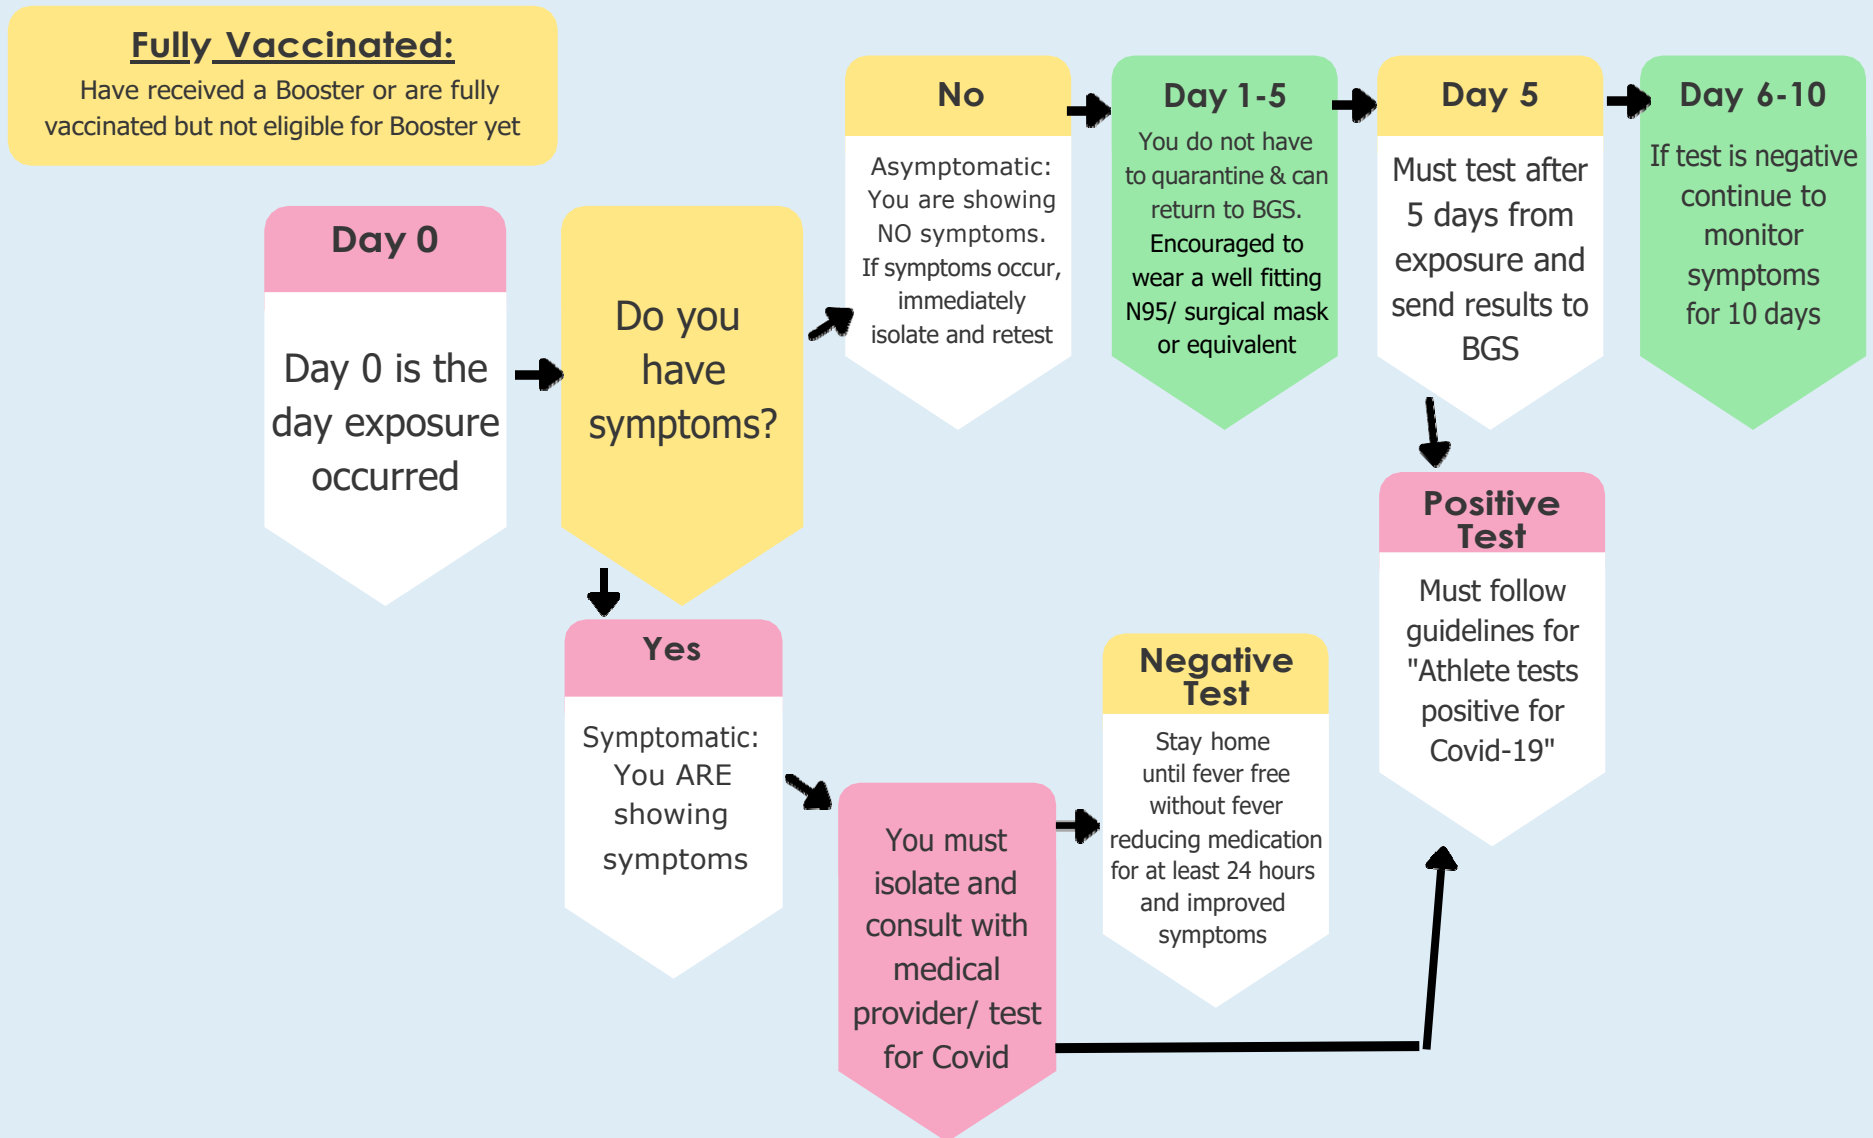 Fully Vaccinated:
Have received a Booster or are fully
vaccinated but not eligible for Booster yet
Day 0
Day 0 is the
day exposure
occurred
Do you
have
symptoms?
No
Asymptomatic:
You are showing
NO symptoms.
If symptoms occur,
immediately
isolate and retest
Day 1-5
You do not have
to quarantine & can
return to BGS.
Encouraged to
wear a well fitting
N95/ surgical mask
or equivalent
Day 5
Must test after
5 days from
exposure and
send results to
BGS
Day 6-10
If test is negative
continue to
monitor
symptoms
for 10 days
Yes
Symptomatic:
You ARE
showing
symptoms
You must
isolate and
consult with
medical
provider/ test
for Covid
Negative
Test
Stay home
until fever free
without fever
reducing medication
for at least 24 hours
and improved
symptoms
Positive
Test
Must follow
guidelines for
"Athlete tests
positive for
Covid-19"